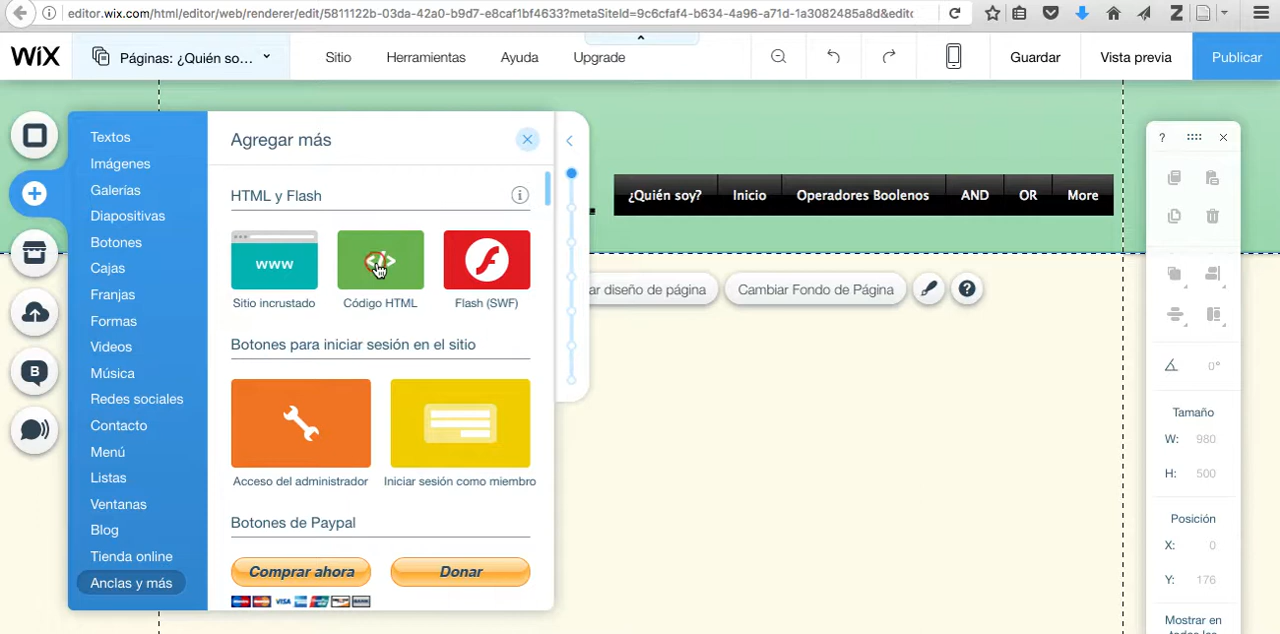 editor.wix.com/html/editor/web/renderer/edit/5811122b-03da-42a0-b9d7-e8caf1bf4633?metaSiteId=9c6cfaf4-b634-4a96-a71d-1a3082485a8d&edito
WiX Páginas: ¿Quién so... Sitio Herramientas Ayuda Upgrade Guardar Vista previa Publicar
Textos
Imágenes
Galerías
Diapositivas
Botones
Cajas
Franjas
Formas
Videos
Música
Redes sociales
Contacto
Menú
Listas
Ventanas
Blog
Tienda online
Anclas y más
Agregar más
HTML y Flash
www
Sitio incrustado Código HTML Flash (SWF)
Botones para iniciar sesión en el sitio
Acceso del administrador Iniciar sesión como miembro
Botones de Paypal
Comprar ahora Donar
VISA
¿Quién soy? Inicio Operadores Boolenos AND OR More
ar diseño de página Cambiar Fondo de Página ?
B
?
0°
Tamaño
W: 980
H: 500
Posición
X: 0
Y: 176
Mostrar en